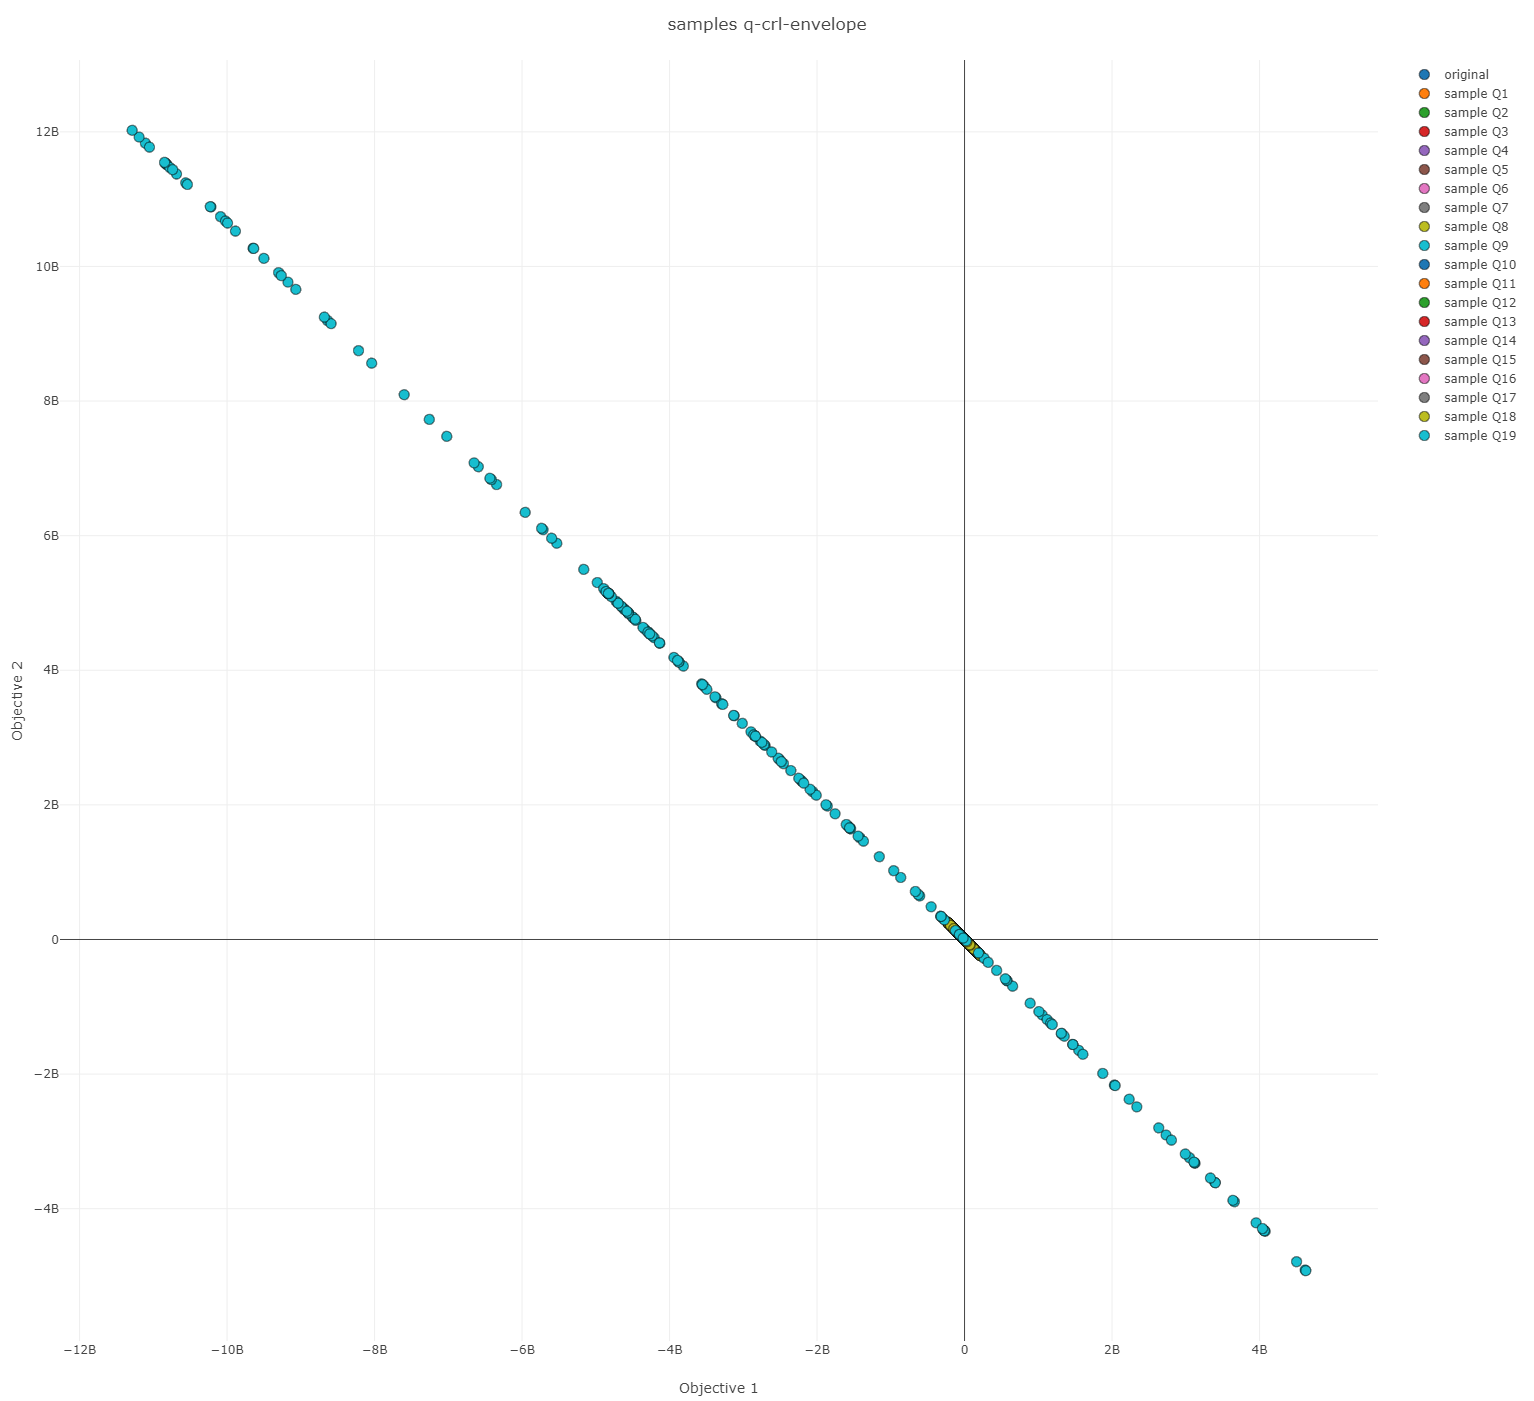 samples q-crl-envelope
original
sample Q1
sample Q2
sample Q3
sample Q4
sample Q5
sample Q6
sample Q7
sample Q8
sample Q9
sample Q10
sample Q11
sample Q12
sample Q13
sample Q14
sample Q15
sample Q16
sample Q17
sample Q18
sample Q19
12B
10B
8B
6B
4B
2B
0
−2B
−4B
Objective 2
−12B −10B −8B −6B −4B −2B 0 2B 4B
Objective 1